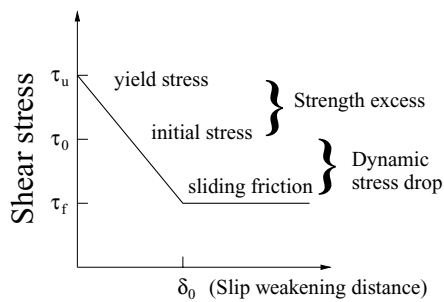 Shear stress
τu
yield stress
Strength excess
τ0
initial stress
Dynamic
stress drop
sliding friction
τf
δ0 (Slip weakening distance)